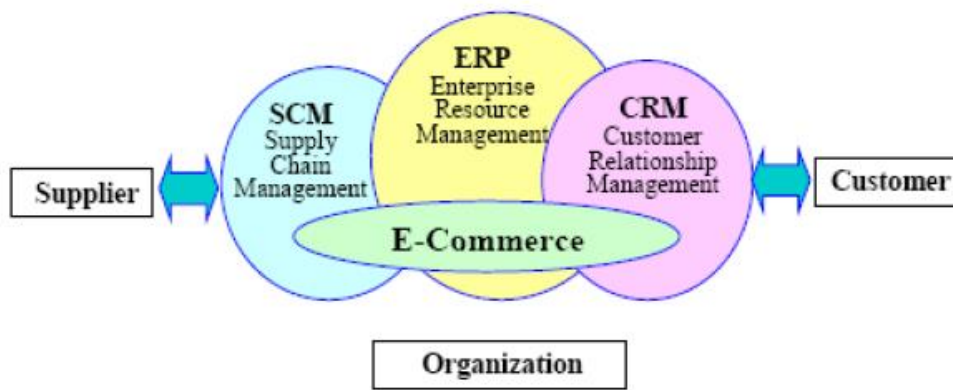 ERP
Enterprise
Resource
Management
SCM
Supply
Chain
Management
CRM
Customer
Relationship
Management
Supplier
Customer
E-Commerce
Organization